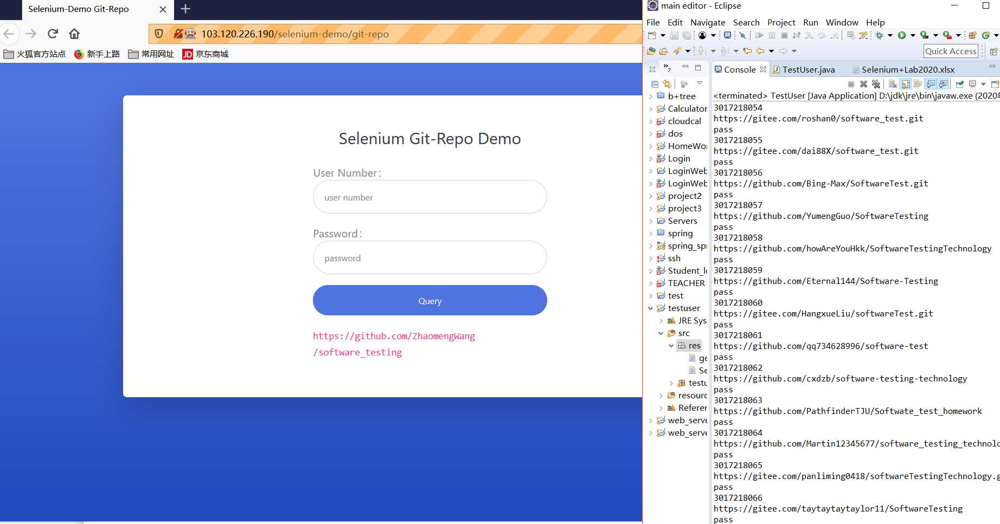 Selenium-Demo Git-Repo
103.120.226.190/selenium-demo/git-repo
火狐官方站点 新手上路 常用网址 JD 京东商城
Selenium Git-Repo Demo
User Number:
user number
Password:
password
Query
https://github.com/ZhaomengWang
/software_testing
main editor - Eclipse
File Edit Navigate Search Project Run Window Help
Quick Access
b+tree
Calculator
cloudcal
dos
HomeWor
Login
LoginWeb
LoginWeb
project2
project3
Servers
spring
spring_spr
ssh
Student_lo
TEACHER
test
testuser
JRE Sys
src
res
ge
Se
testu
resourc
Referer
web_serve
web_serve
Console TestUser.java Selenium+Lab2020.xlsx
<terminated> TestUser [Java Application] D:\jdk\jre\bin\javaw.exe (2020年
3017218054
https://gitee.com/roshan0/software_test.git
pass
3017218055
https://gitee.com/dai88X/software_test.git
pass
3017218056
https://github.com/Bing-Max/SoftwareTest.git
pass
3017218057
https://github.com/YumengGuo/SoftwareTesting
pass
3017218058
https://github.com/howAreYouHkk/SoftwareTestingTechnology
pass
3017218059
https://github.com/Eternal144/Software-Testing
pass
3017218060
https://gitee.com/HangxueLiu/softwareTest.git
pass
3017218061
https://github.com/qq734628996/software-test
pass
3017218062
https://github.com/cxdzb/software-testing-technology
pass
3017218063
https://github.com/PathfinderTJU/Softwate_test_homework
pass
3017218064
https://github.com/Martin12345677/software_testing_technolo
pass
3017218065
https://gitee.com/panliming0418/softwareTestingTechnology.g
pass
3017218066
https://gitee.com/taytaytaytaylor11/SoftwareTesting
pass